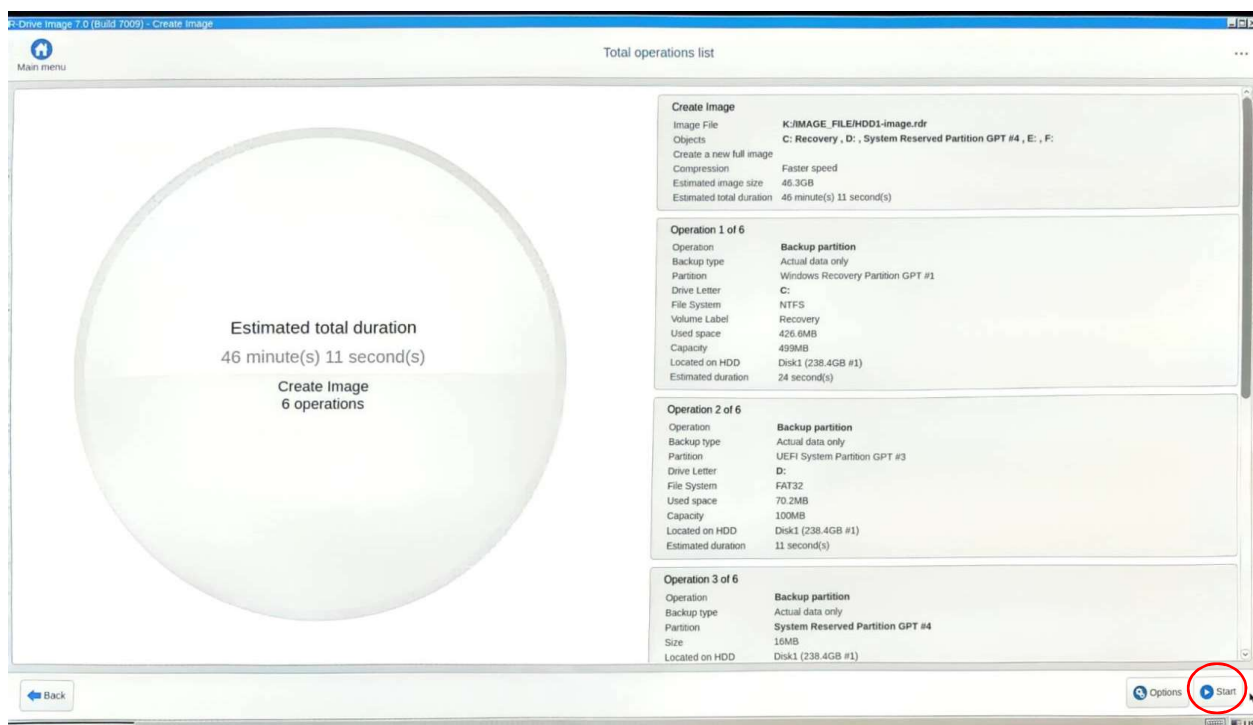 R-Drive Image 7.0 (Build 7009) - Create Image
Main menu
Total operations list
...
Estimated total duration
46 minute(s) 11 second(s)
Create Image
6 operations
Create Image
Image File K:/IMAGE_FILE/HDD1-image.rdr
Objects C: Recovery , D: , System Reserved Partition GPT #4 , E: , F:
Create a new full image
Compression Faster speed
Estimated image size 46.3GB
Estimated total duration 46 minute(s) 11 second(s)
Operation 1 of 6
Operation Backup partition
Backup type Actual data only
Partition Windows Recovery Partition GPT #1
Drive Letter C:
File System NTFS
Volume Label Recovery
Used space 426.6MB
Capacity 499MB
Located on HDD Disk1 (238.4GB #1)
Estimated duration 24 second(s)
Operation 2 of 6
Operation Backup partition
Backup type Actual data only
Partition UEFI System Partition GPT #3
Drive Letter D:
File System FAT32
Used space 70.2MB
Capacity 100MB
Located on HDD Disk1 (238.4GB #1)
Estimated duration 11 second(s)
Operation 3 of 6
Operation Backup partition
Backup type Actual data only
Partition System Reserved Partition GPT #4
Size 16MB
Located on HDD Disk1 (238.4GB #1)
Back
Options
Start